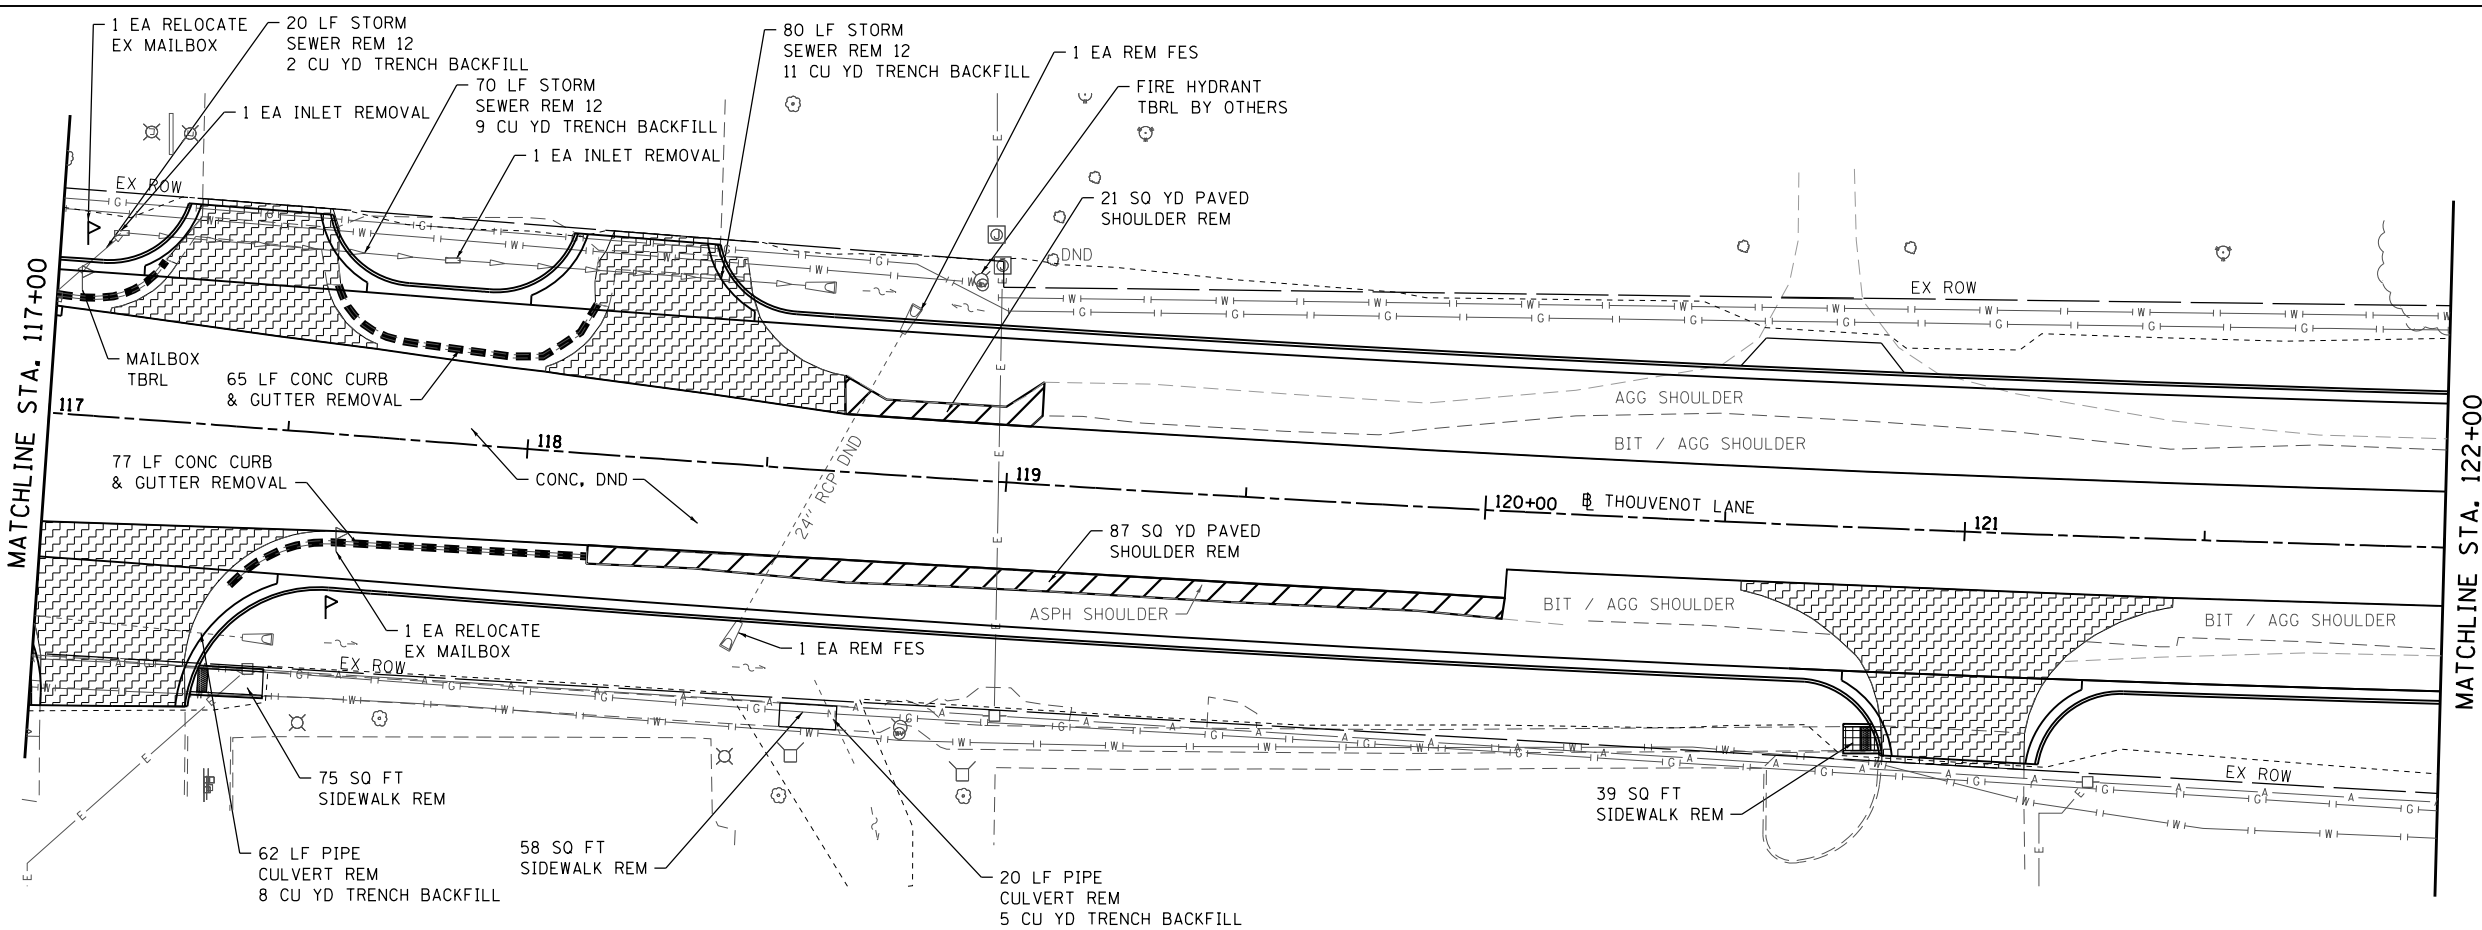 1 EA RELOCATE
EX MAILBOX
20 LF STORM
SEWER REM 12
2 CU YD TRENCH BACKFILL
1 EA INLET REMOVAL
70 LF STORM
SEWER REM 12
9 CU YD TRENCH BACKFILL
1 EA INLET REMOVAL
80 LF STORM
SEWER REM 12
11 CU YD TRENCH BACKFILL
1 EA REM FES
FIRE HYDRANT
TBRL BY OTHERS
21 SQ YD PAVED
SHOULDER REM
EX ROW
DND
EX ROW
MATCHLINE STA. 117+00
MAILBOX
TBRL
65 LF CONC CURB
& GUTTER REMOVAL
AGG SHOULDER
BIT / AGG SHOULDER
117
118
119
120+00
℄ THOUVENOT LANE
121
MATCHLINE STA. 122+00
77 LF CONC CURB
& GUTTER REMOVAL
CONC, DND
24'' RCP DND
87 SQ YD PAVED
SHOULDER REM
ASPH SHOULDER
BIT / AGG SHOULDER
BIT / AGG SHOULDER
1 EA RELOCATE
EX MAILBOX
EX ROW
1 EA REM FES
75 SQ FT
SIDEWALK REM
58 SQ FT
SIDEWALK REM
39 SQ FT
SIDEWALK REM
EX ROW
62 LF PIPE
CULVERT REM
8 CU YD TRENCH BACKFILL
20 LF PIPE
CULVERT REM
5 CU YD TRENCH BACKFILL